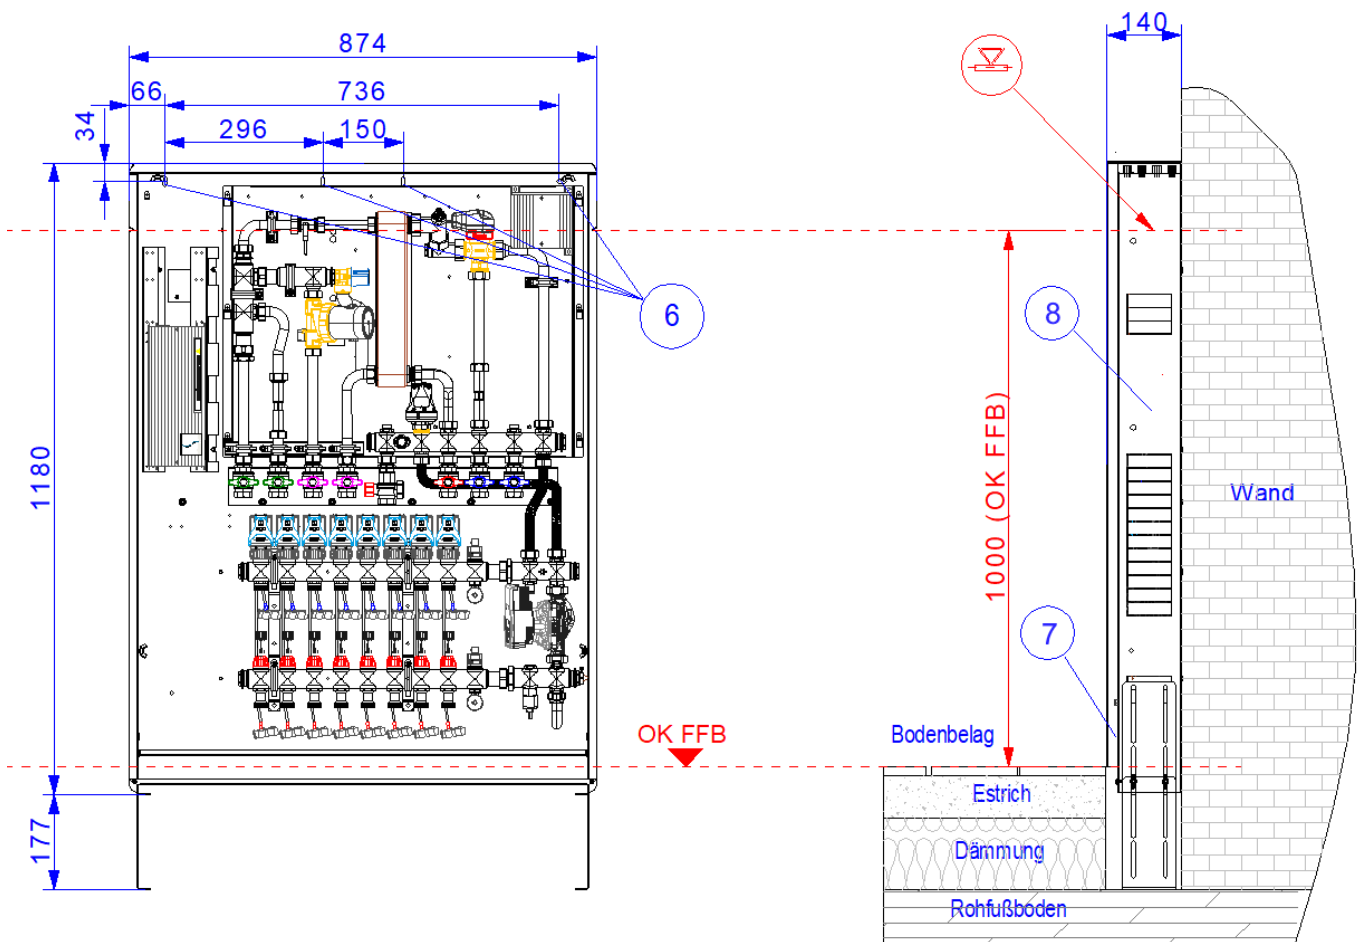 874
140
66
736
34
296
150
6
8
1180
1000 (OK FFB)
Wand
7
OK FFB
Bodenbelag
Estrich
177
Dämmung
Rohfußboden